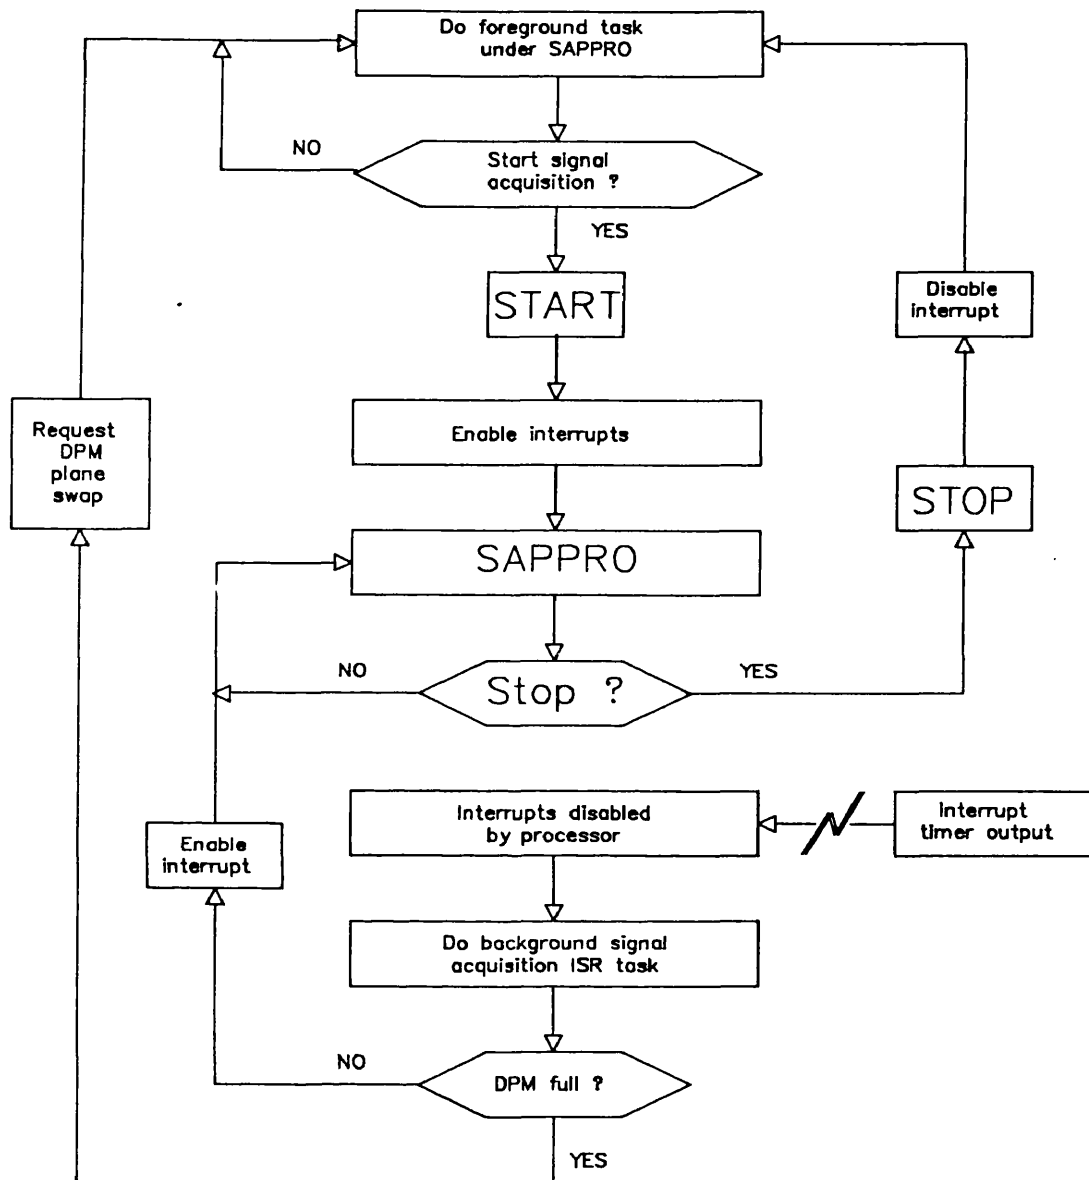 Do foreground task
under SAPPRO
NO
Start signal
acquisition ?
YES
START
Disable
interrupt
Request
DPM
plane
swap
Enable interrupts
STOP
SAPPRO
NO
Stop ?
YES
Interrupts disabled
by processor
Interrupt
timer output
Enable
interrupt
Do background signal
acquisition ISR task
NO
DPM full ?
YES